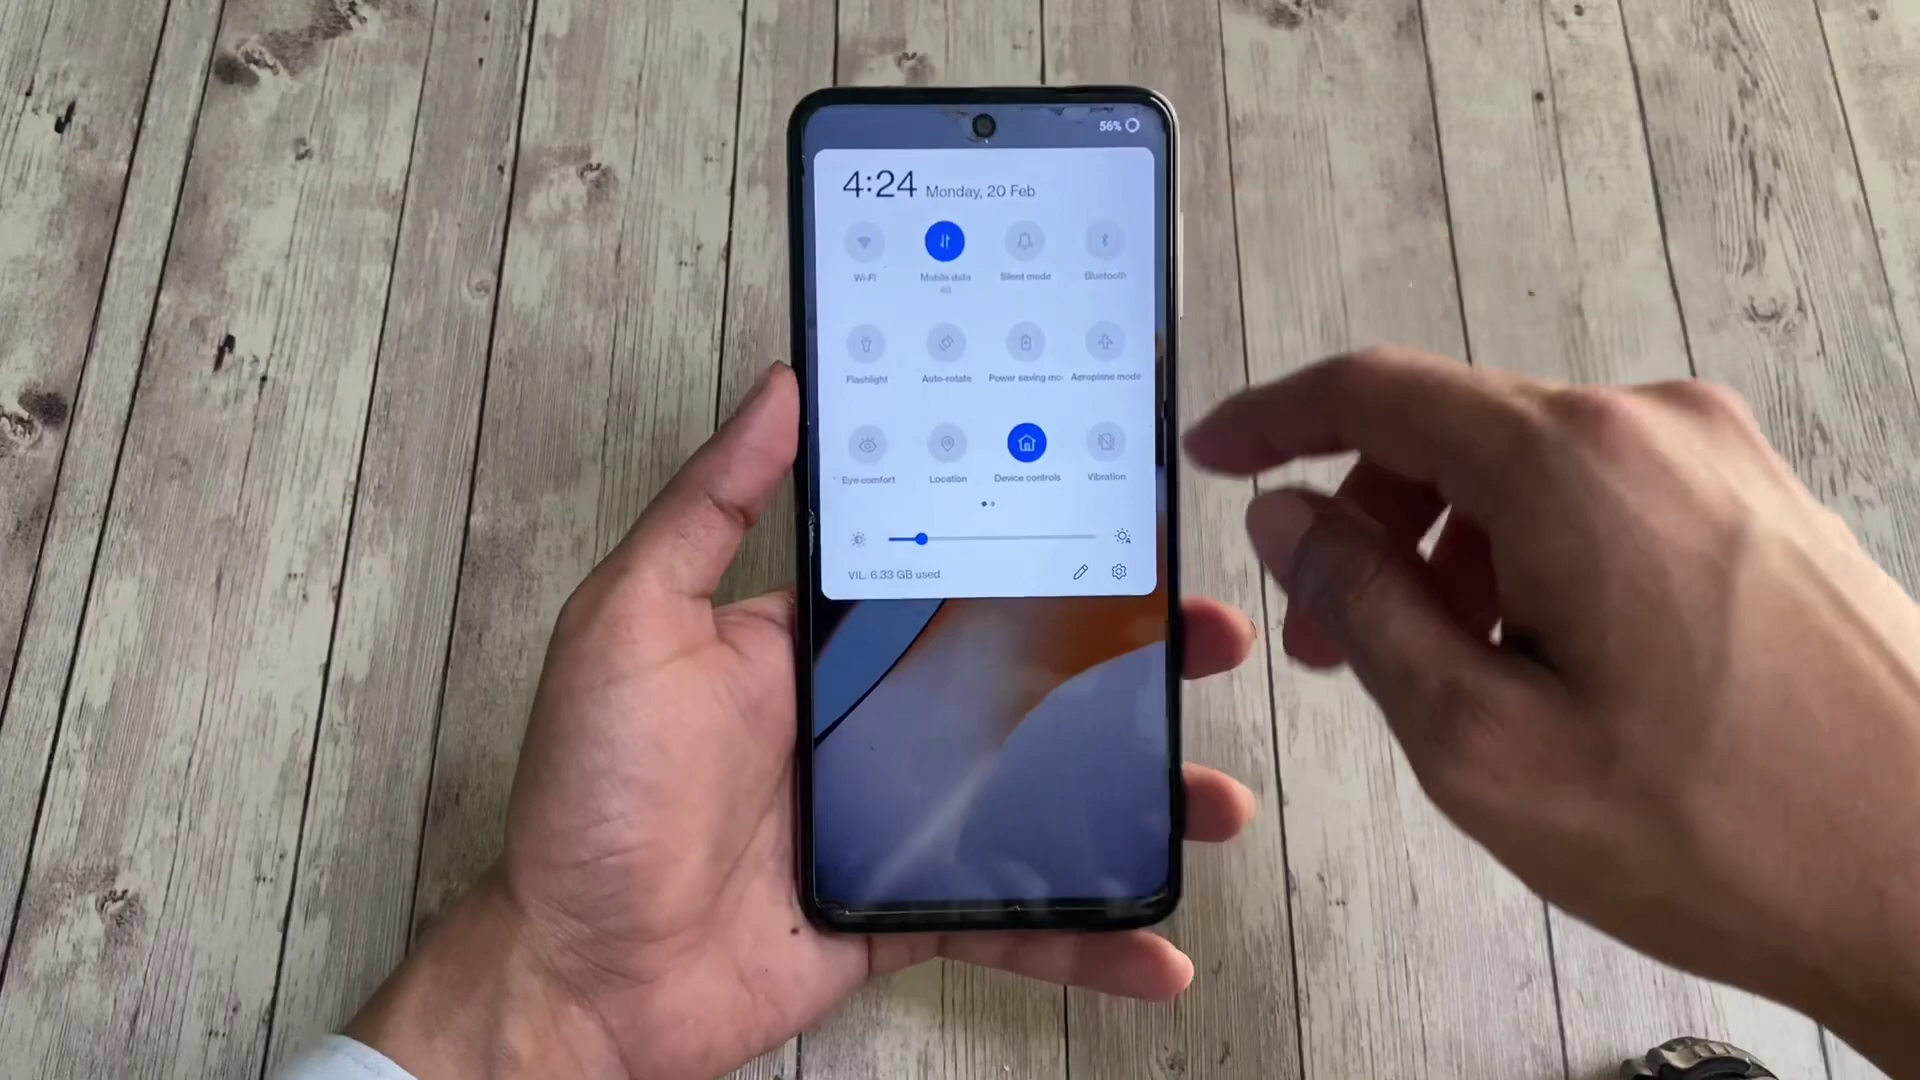 56%
4:24 Monday, 20 Feb
Wi-Fi Mobile data Silent mode Bluetooth
Flashlight Auto-rotate Power saving mo Aeroplane mode
Eye comfort Location Device controls Vibration
VIL: 6.33 GB used